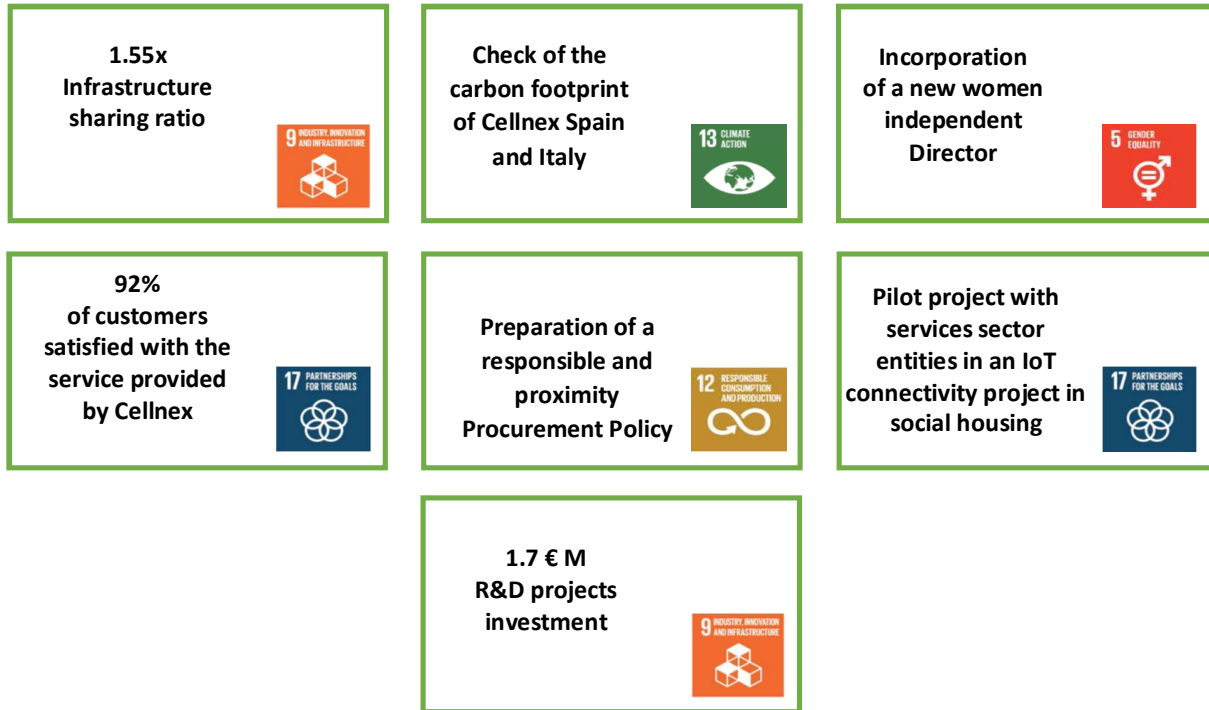 1.55x
Infrastructure
sharing ratio
9 INDUSTRY, INNOVATION
AND INFRASTRUCTURE
Check of the
carbon footprint
of Cellnex Spain
and Italy
13 CLIMATE
ACTION
Incorporation
of a new women
independent
Director
5 GENDER
EQUALITY
92%
of customers
satisfied with the
service provided
by Cellnex
17 PARTNERSHIPS
FOR THE GOALS
Preparation of a
responsible and
proximity
Procurement Policy
12 RESPONSIBLE
CONSUMPTION
AND PRODUCTION
Pilot project with
services sector
entities in an IoT
connectivity project in
social housing
17 PARTNERSHIPS
FOR THE GOALS
1.7 € M
R&D projects
investment
9 INDUSTRY, INNOVATION
AND INFRASTRUCTURE